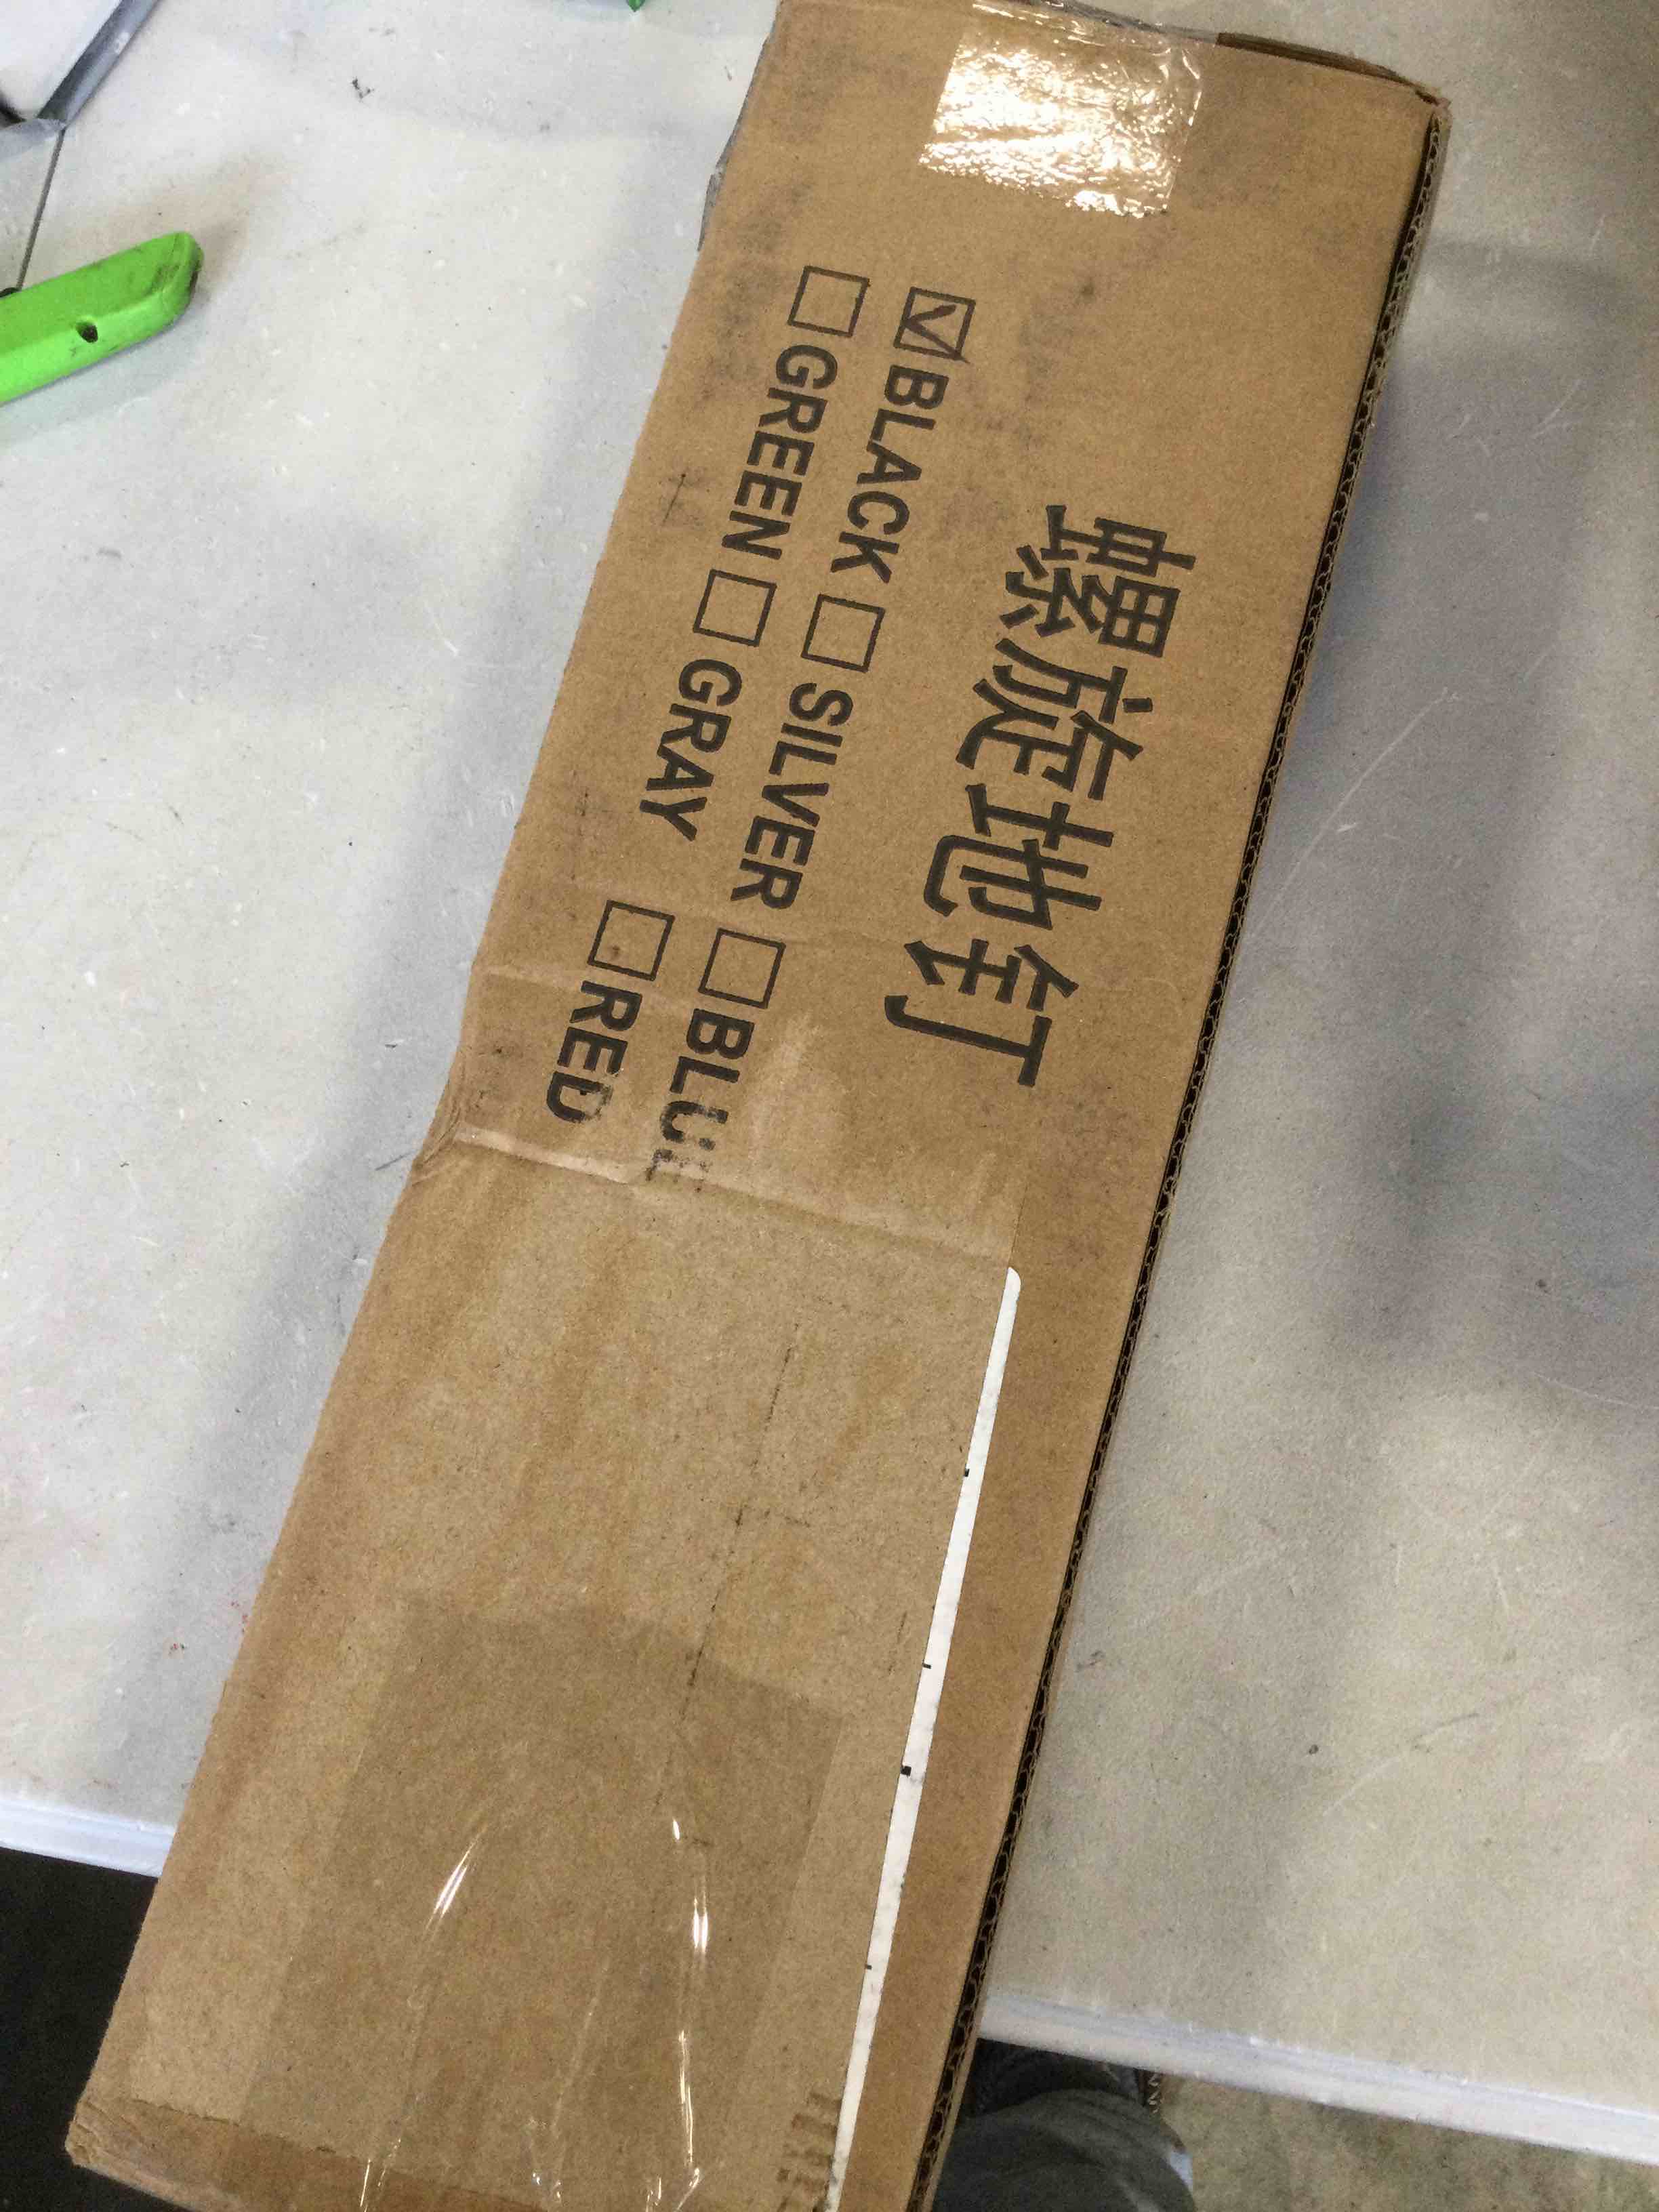 螺旋地钉
☑BLACK □SILVER □BLUE
□GREEN □GRAY □RED